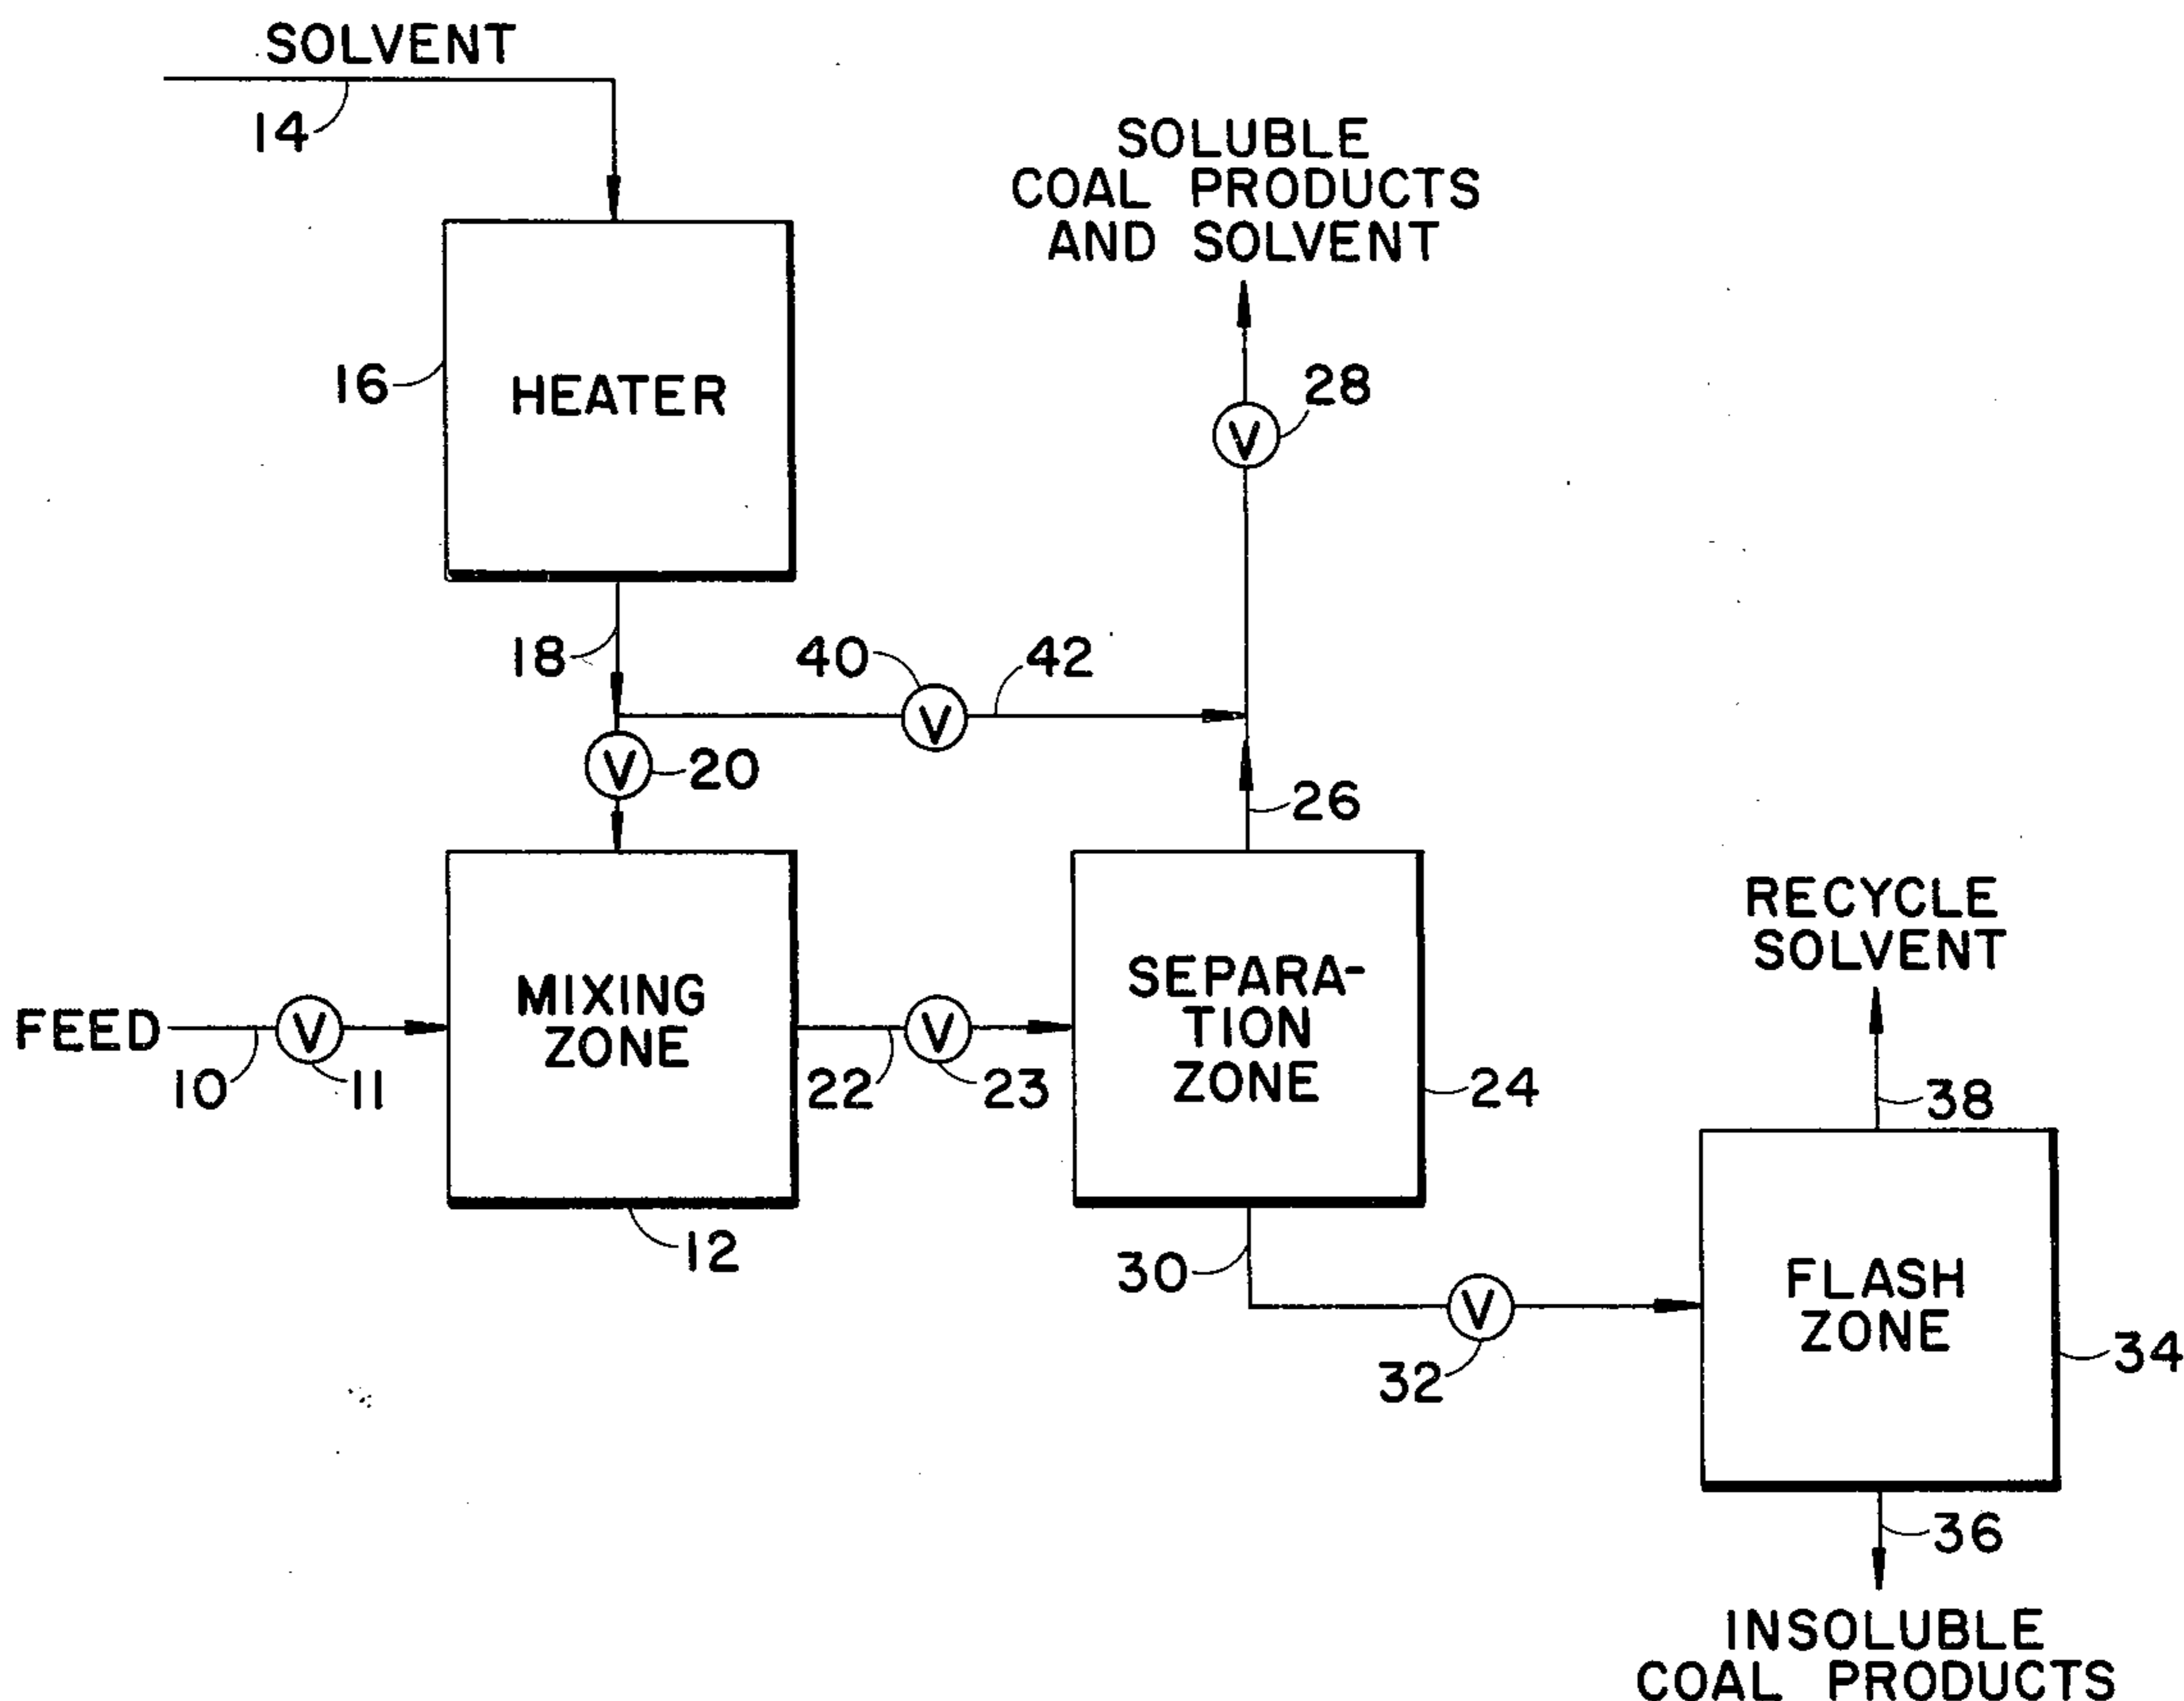 SOLVENT
14
SOLUBLE
COAL PRODUCTS
AND SOLVENT
16
HEATER
28
V
18
40
42
V
V
20
26
RECYCLE
SOLVENT
FEED
V
10
11
MIXING
ZONE
22
V
23
SEPARA-
TION
ZONE
24
38
12
30
V
32
FLASH
ZONE
34
36
INSOLUBLE
COAL PRODUCTS